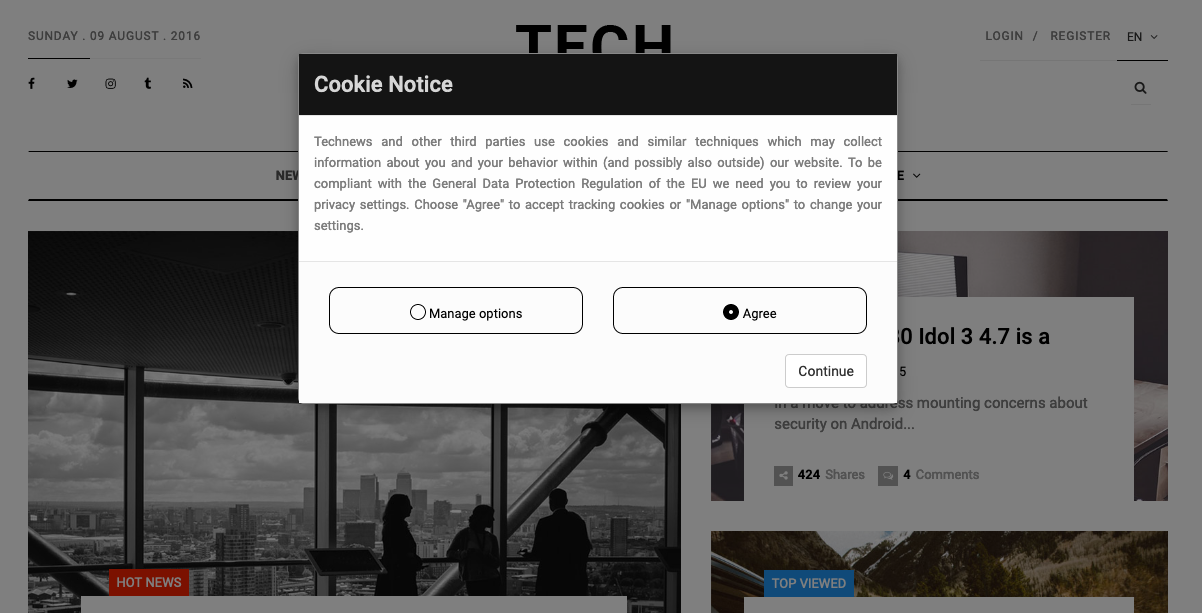 SUNDAY . 09 AUGUST . 2016
TECH
LOGIN / REGISTER EN
Cookie Notice
Technews and other third parties use cookies and similar techniques which may collect
information about you and your behavior within (and possibly also outside) our website. To be
compliant with the General Data Protection Regulation of the EU we need you to review your
privacy settings. Choose "Agree" to accept tracking cookies or "Manage options" to change your
settings.
Manage options
Agree
Continue
Idol 3 4.7 is a
In a move to address mounting concerns about
security on Android...
424 Shares 4 Comments
HOT NEWS
TOP VIEWED